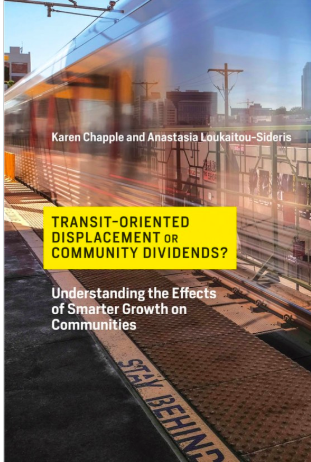 Karen Chapple and Anastasia Loukaitou-Sideris
TRANSIT-ORIENTED
DISPLACEMENT OR
COMMUNITY DIVIDENDS?
Understanding the Effects
of Smarter Growth on
Communities
STAY BEHIND